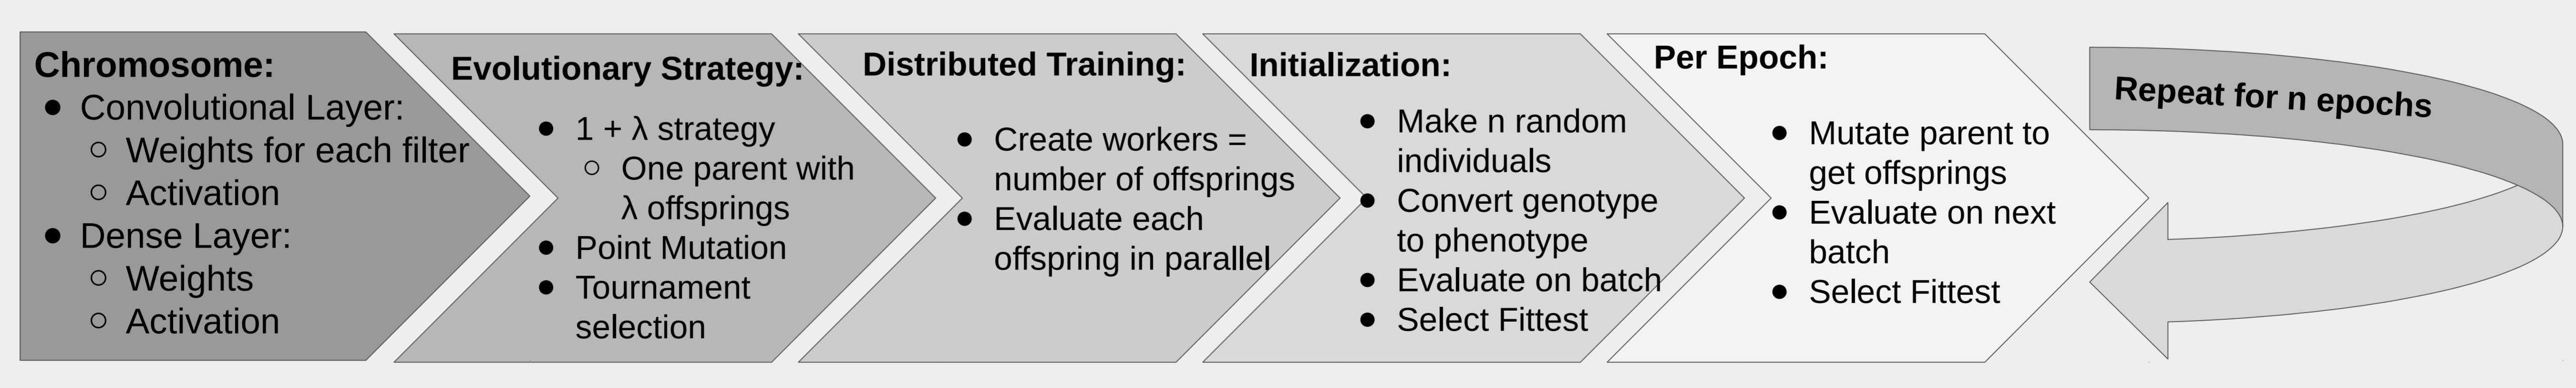 Chromosome:
● Convolutional Layer:
○ Weights for each filter
○ Activation
● Dense Layer:
○ Weights
○ Activation
Evolutionary Strategy:
● 1 + λ strategy
○ One parent with
λ offsprings
● Point Mutation
● Tournament
selection
Distributed Training:
● Create workers =
number of offsprings
● Evaluate each
offspring in parallel
Initialization:
● Make n random
individuals
● Convert genotype
to phenotype
● Evaluate on batch
● Select Fittest
Per Epoch:
● Mutate parent to
get offsprings
● Evaluate on next
batch
● Select Fittest
Repeat for n epochs